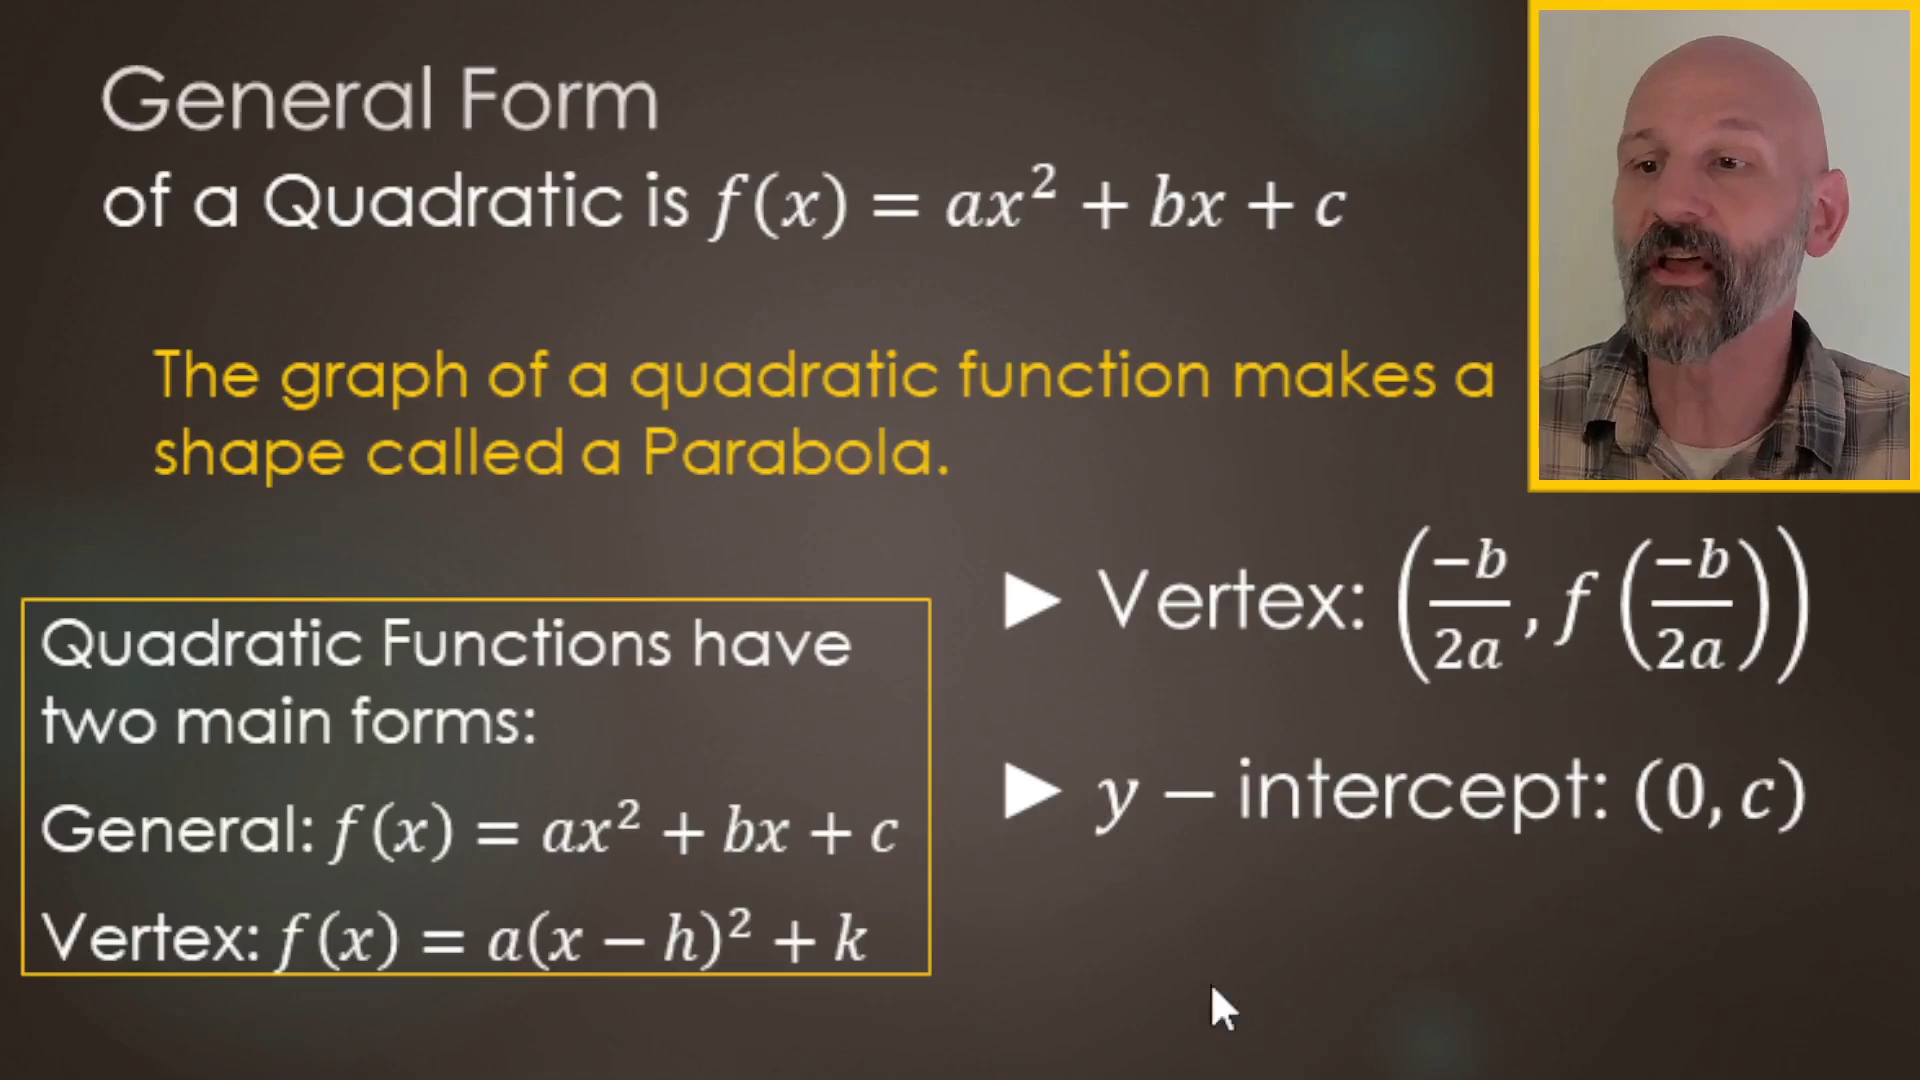 General Form
of a Quadratic is f(x) = ax² + bx + c
The graph of a quadratic function makes a
shape called a Parabola.
Quadratic Functions have
two main forms:
General: f(x) = ax² + bx + c
Vertex: f(x) = a(x − h)² + k
► Vertex: (−b/2a, f(−b/2a))
► y − intercept: (0, c)